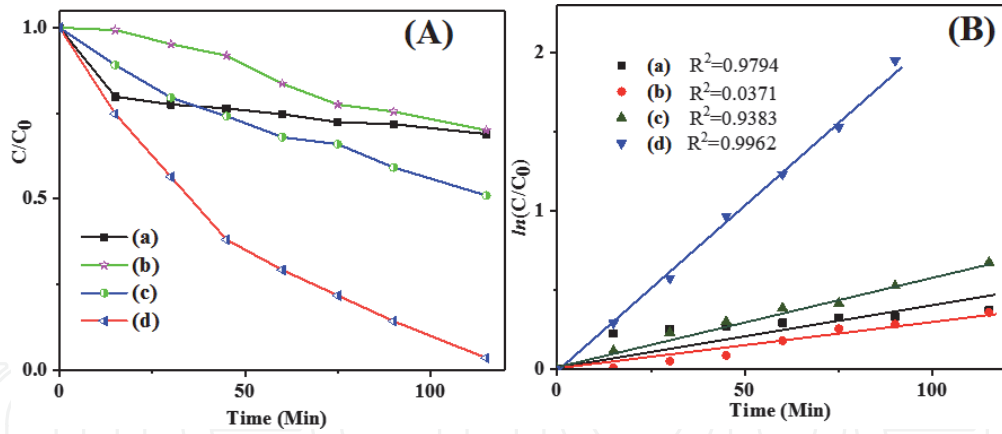 (A)
1.0
0.5
0.0
C/C0
(a)
(b)
(c)
(d)
0
50
100
Time (Min)
(B)
2
1
0
ln(C/C0)
(a) R²=0.9794
(b) R²=0.0371
(c) R²=0.9383
(d) R²=0.9962
0
50
100
Time (Min)